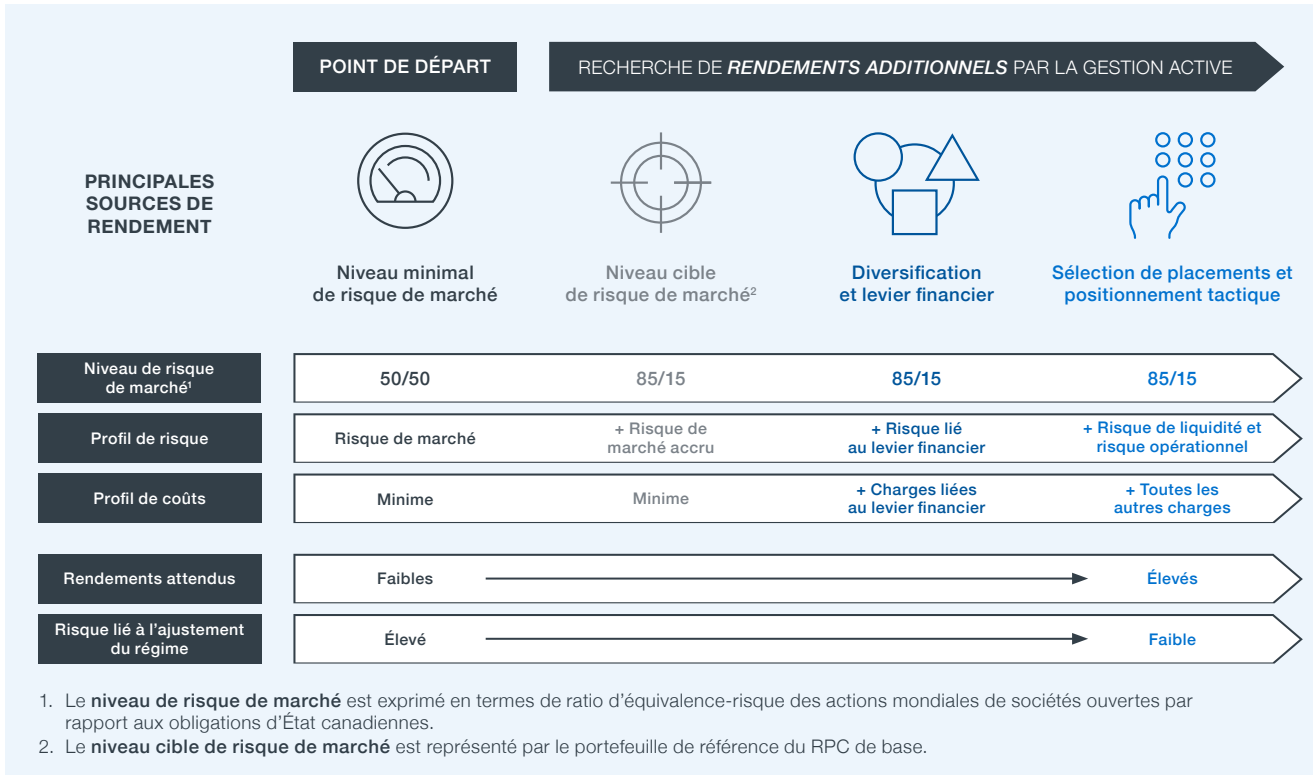 POINT DE DÉPART
RECHERCHE DE RENDEMENTS ADDITIONNELS PAR LA GESTION ACTIVE
PRINCIPALES
SOURCES DE
RENDEMENT
Niveau minimal
de risque de marché
Niveau cible
de risque de marché²
Diversification
et levier financier
Sélection de placements et
positionnement tactique
Niveau de risque
de marché¹
50/50
85/15
85/15
85/15
Profil de risque
Risque de marché
+ Risque de
marché accru
+ Risque lié
au levier financier
+ Risque de liquidité et
risque opérationnel
Profil de coûts
Minime
Minime
+ Charges liées
au levier financier
+ Toutes les
autres charges
Rendements attendus
Faibles
Élevés
Risque lié à l'ajustement
du régime
Élevé
Faible
1. Le niveau de risque de marché est exprimé en termes de ratio d'équivalence-risque des actions mondiales de sociétés ouvertes par
rapport aux obligations d'État canadiennes.
2. Le niveau cible de risque de marché est représenté par le portefeuille de référence du RPC de base.